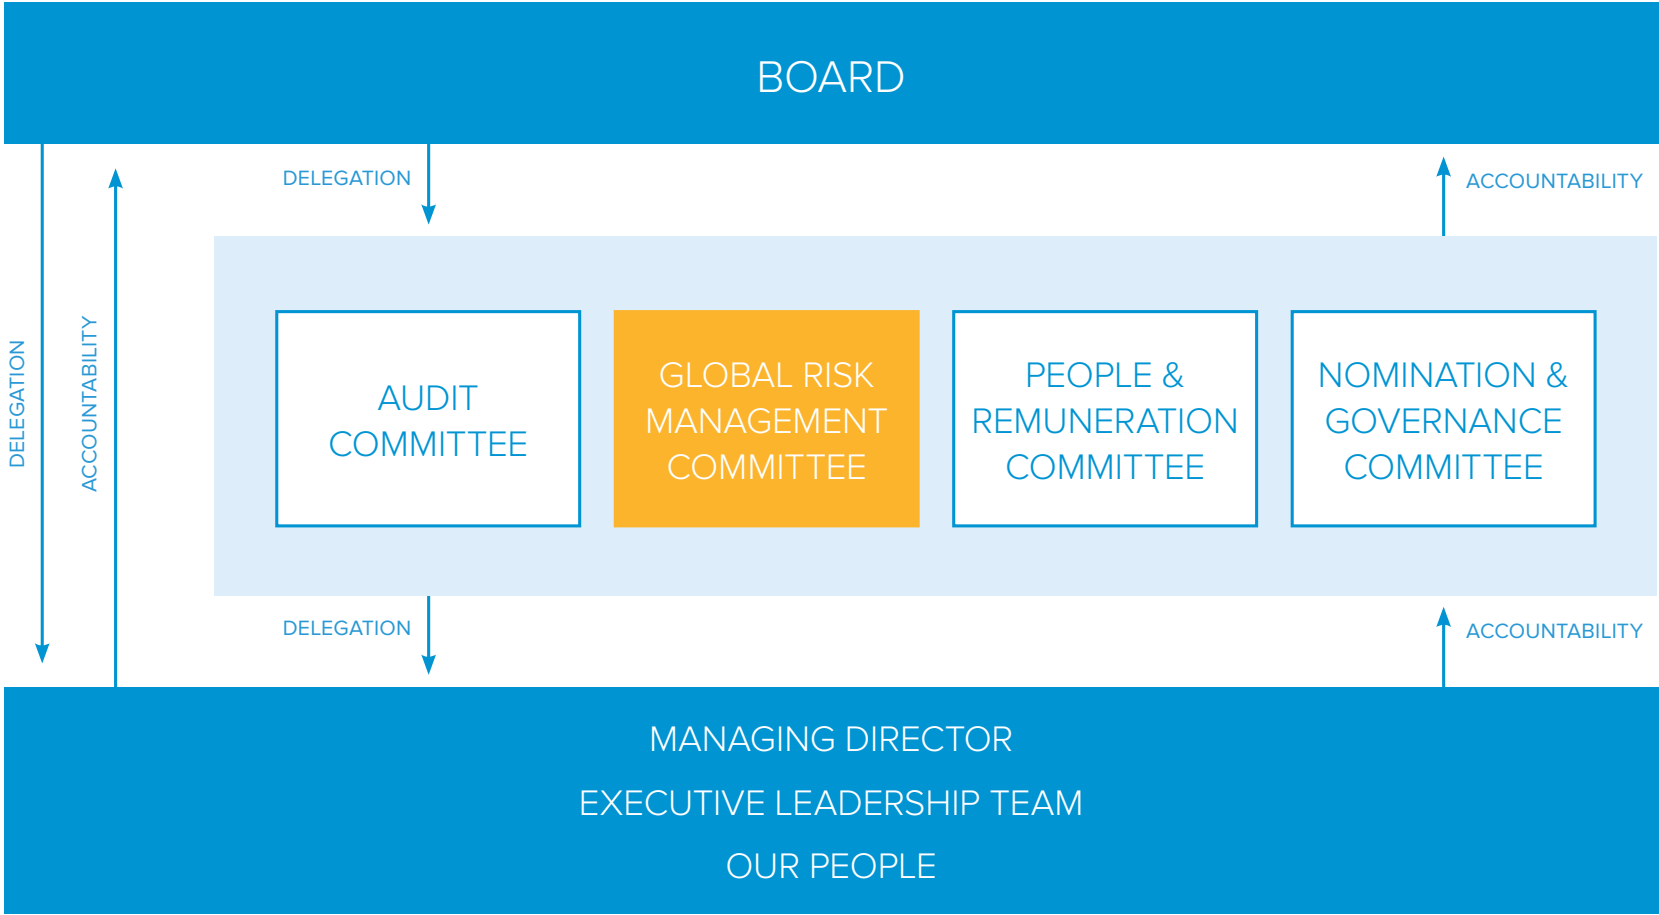 BOARD
DELEGATION
ACCOUNTABILITY
DELEGATION
ACCOUNTABILITY
AUDIT
COMMITTEE
GLOBAL RISK
MANAGEMENT
COMMITTEE
PEOPLE &
REMUNERATION
COMMITTEE
NOMINATION &
GOVERNANCE
COMMITTEE
DELEGATION
ACCOUNTABILITY
MANAGING DIRECTOR
EXECUTIVE LEADERSHIP TEAM
OUR PEOPLE